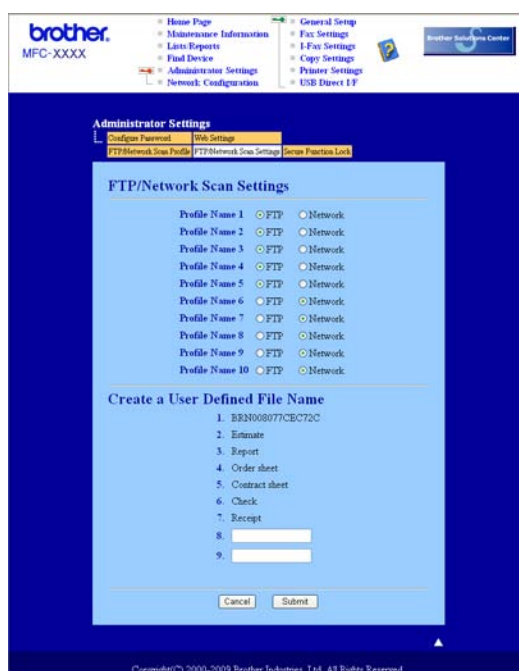 brother.
MFC-XXXX
Home Page
Maintenance Information
Lists/Reports
Find Device
Administrator Settings
Network Configuration
General Setup
Fax Settings
I-Fax Settings
Copy Settings
Printer Settings
USB Direct I/F
Brother Solutions Center
Administrator Settings
Configure Password Web Settings
FTP/Network Scan Profile FTP/Network Scan Settings Secure Function Lock
FTP/Network Scan Settings
Profile Name 1 FTP Network
Profile Name 2 FTP Network
Profile Name 3 FTP Network
Profile Name 4 FTP Network
Profile Name 5 FTP Network
Profile Name 6 FTP Network
Profile Name 7 FTP Network
Profile Name 8 FTP Network
Profile Name 9 FTP Network
Profile Name 10 FTP Network
Create a User Defined File Name
1. BRN008077CEC72C
2. Estimate
3. Report
4. Order sheet
5. Contract sheet
6. Check
7. Receipt
8.
9.
Cancel Submit
Copyright(C) 2000-2009 Brother Industries, Ltd. All Rights Reserved.